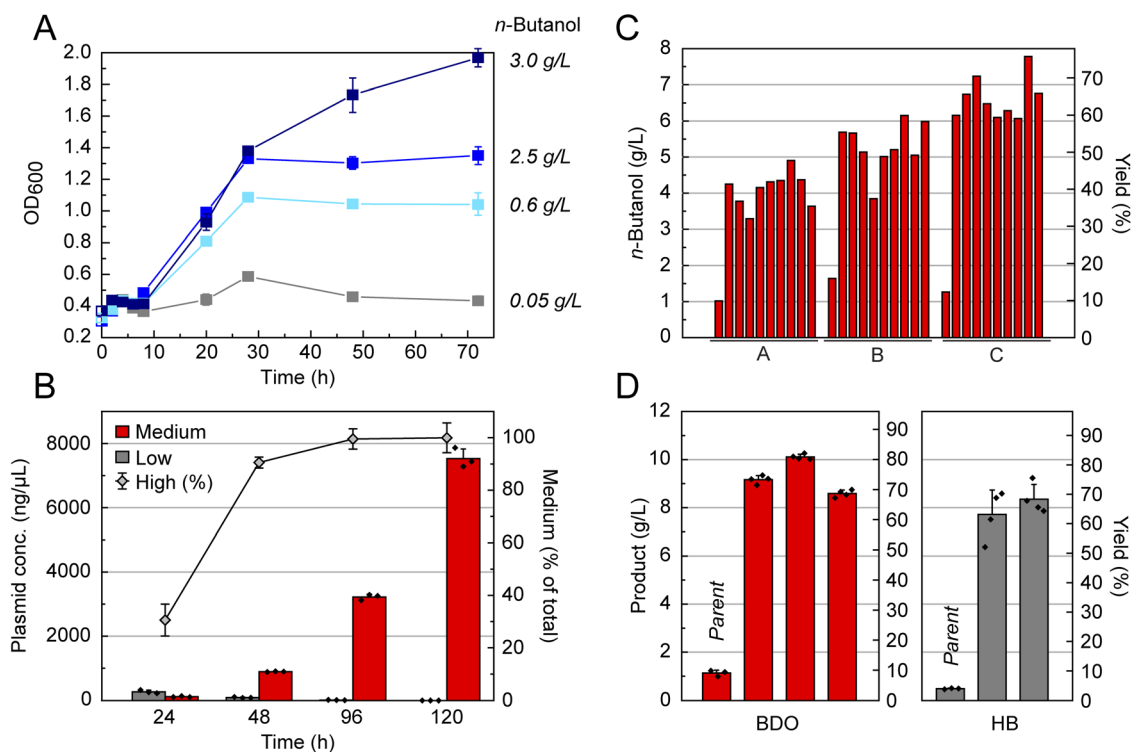 A
n-Butanol
2.0
1.8
1.6
1.4
1.2
1.0
0.8
0.6
0.4
0.2
OD600
3.0 g/L
2.5 g/L
0.6 g/L
0.05 g/L
0 10 20 30 40 50 60 70
Time (h)
B
Medium
Low
High (%)
8000
6000
4000
2000
0
Plasmid conc. (ng/µL)
100
80
60
40
20
0
Medium (% of total)
24 48 96 120
Time (h)
C
8
7
6
5
4
3
2
1
0
n-Butanol (g/L)
70
60
50
40
30
20
10
0
Yield (%)
A B C
D
12
10
8
6
4
2
0
Product (g/L)
90
80
70
60
50
40
30
20
10
0
Parent
BDO
90
80
70
60
50
40
30
20
10
0
Yield (%)
Parent
HB